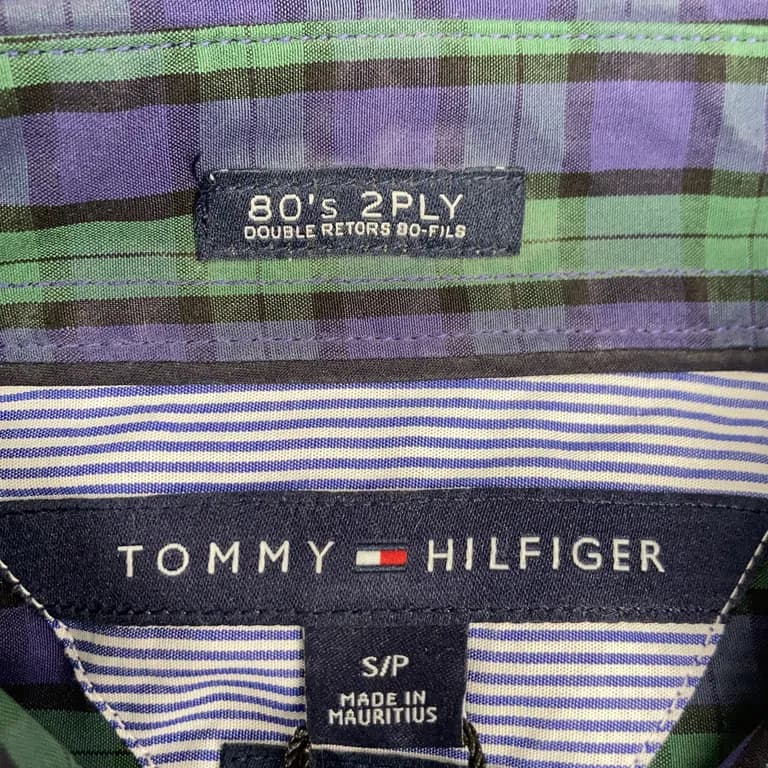 80's 2PLY
DOUBLE RETORS 80-FILS
TOMMY HILFIGER
S/P
MADE IN
MAURITIUS